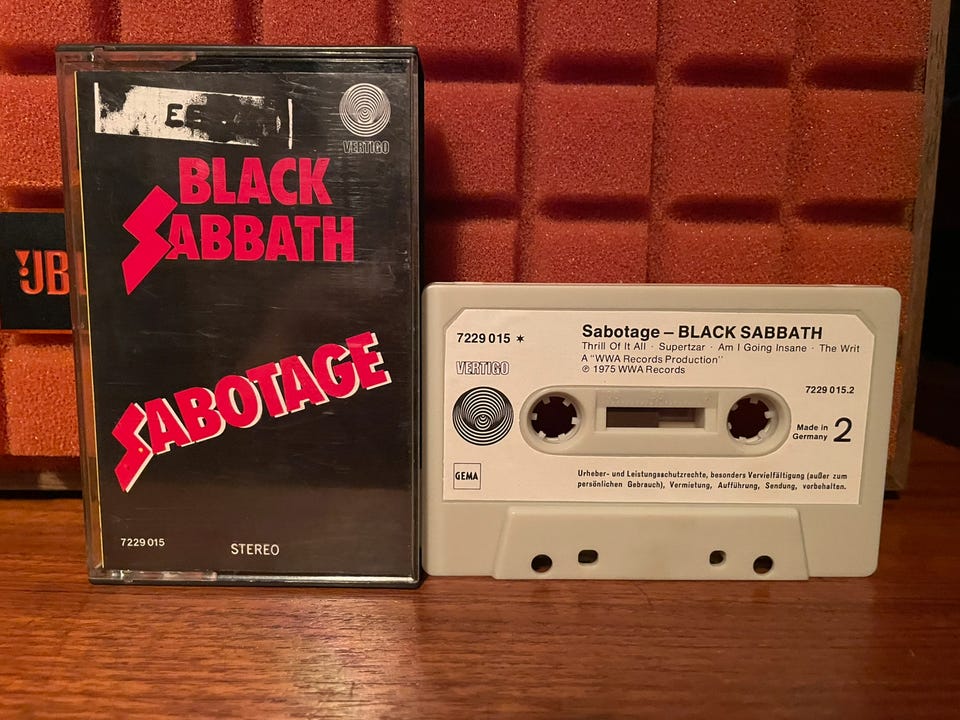 VERTIGO
BLACK
SABBATH
SABOTAGE
7229 015
STEREO
JB
7229 015 *
Sabotage – BLACK SABBATH
Thrill Of It All · Supertzar · Am I Going Insane · The Writ
A "WWA Records Production"
℗ 1975 WWA Records
VERTIGO
7229 015.2
Made in
Germany
2
GEMA
Urheber- und Leistungsschutzrechte, besonders Vervielfältigung (außer zum
persönlichen Gebrauch), Vermietung, Aufführung, Sendung, vorbehalten.